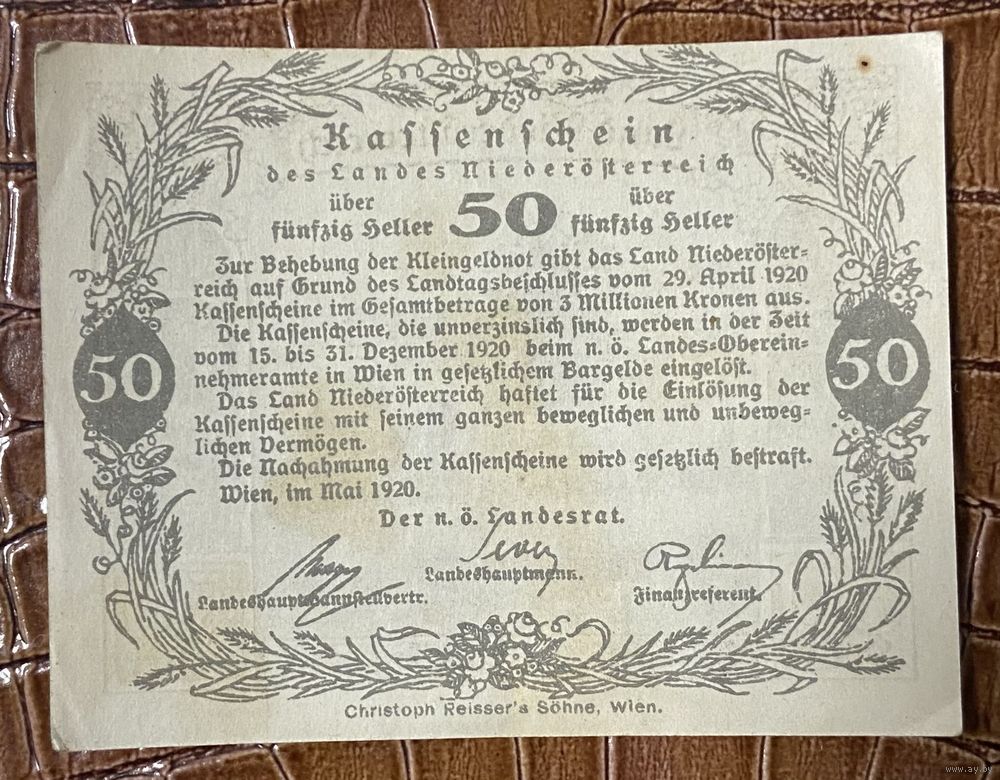 Kassenschein
des Landes Niederösterreich
über
fünfzig Heller
50
über
fünfzig Heller
Zur Behebung der Kleingeldnot gibt das Land Niederöster-
reich auf Grund des Landtagsbeschlusses vom 29. April 1920
Kassenscheine im Gesamtbetrage von 3 Millionen Kronen aus.
Die Kassenscheine, die unverzinslich sind, werden in der Zeit
vom 15. bis 31. Dezember 1920 beim n. ö. Landes-Oberein-
nehmeramte in Wien in gesetzlichem Bargelde eingelöst.
Das Land Niederösterreich haftet für die Einlösung der
Kassenscheine mit seinem ganzen beweglichen und unbeweg-
lichen Vermögen.
Die Nachahmung der Kassenscheine wird gesetzlich bestraft.
Wien, im Mai 1920.
50
50
Der n. ö. Landesrat.
Landeshauptmann.
Landeshauptmannstellvertr.
Finanzreferent.
Christoph Reisser's Söhne, Wien.
www.ay.by